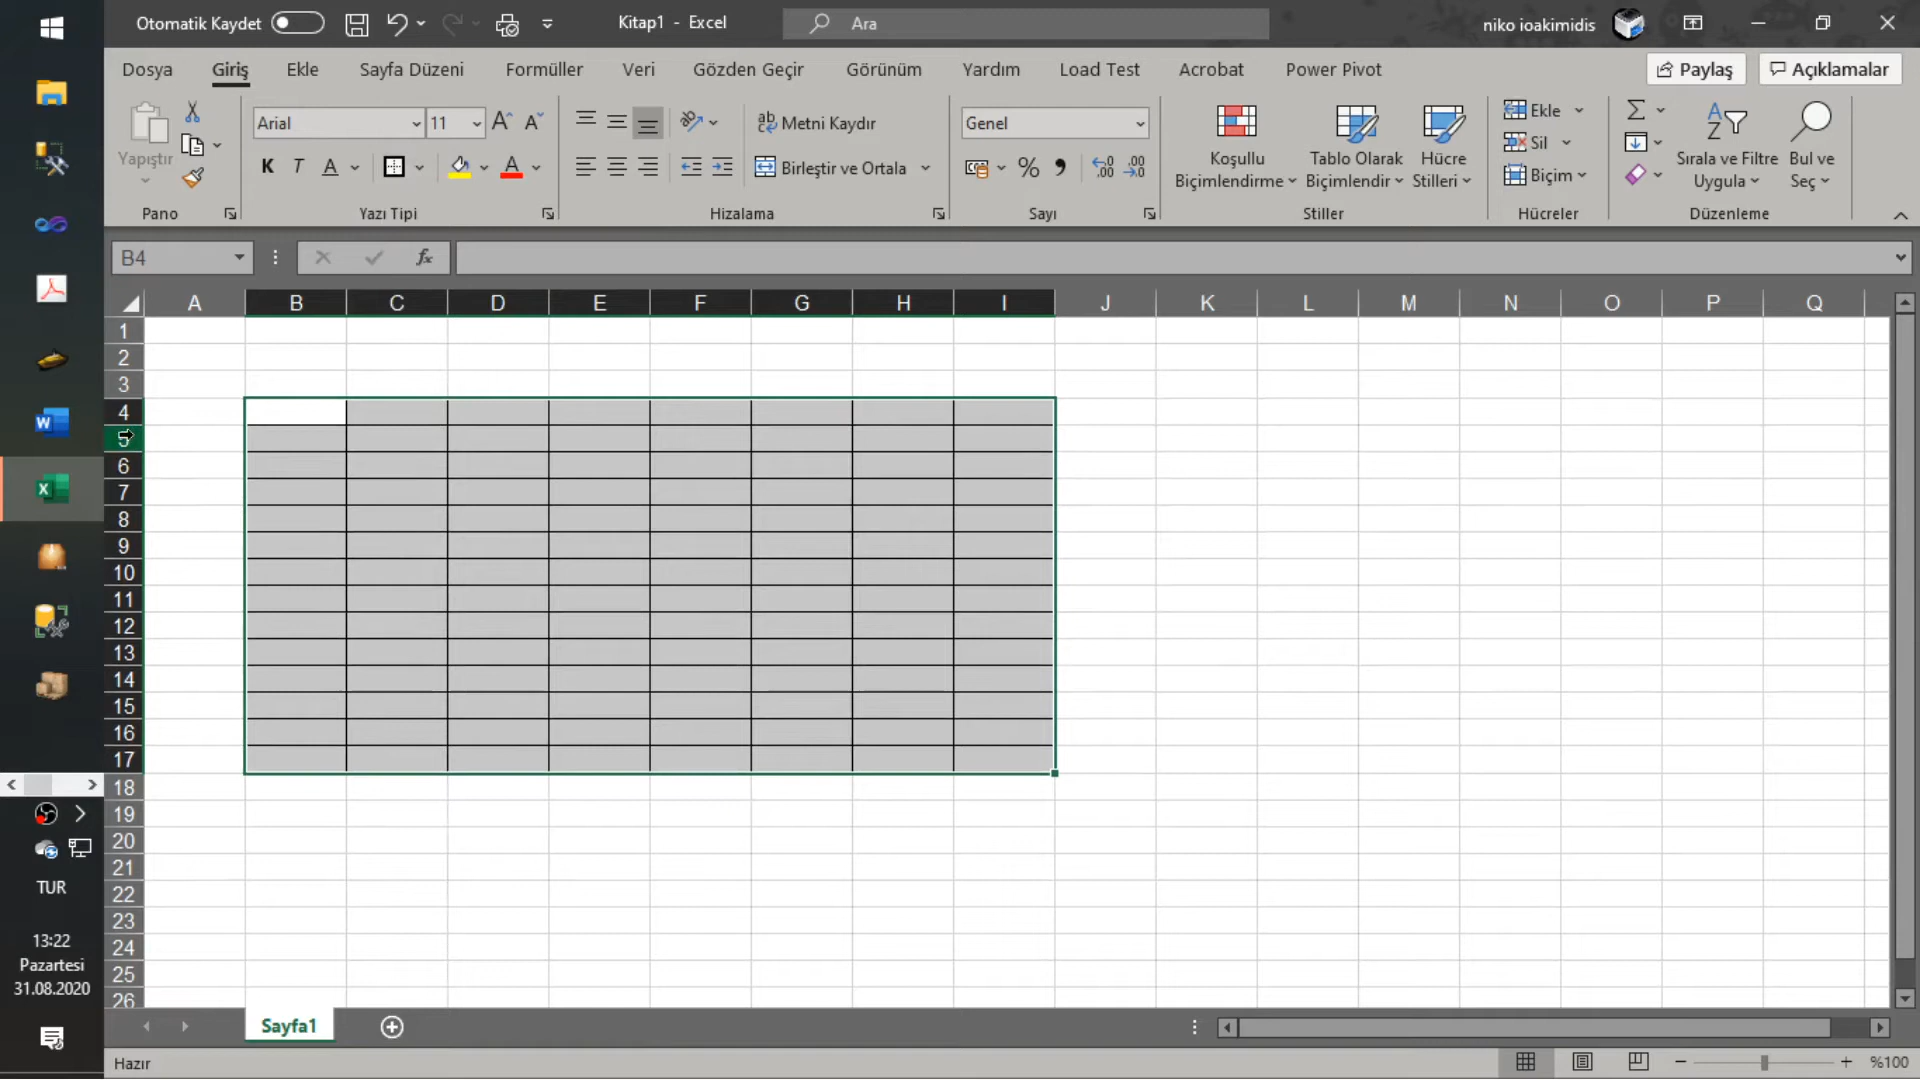 Otomatik Kaydet
Kitap1 - Excel
Ara
niko ioakimidis
Dosya Giriş Ekle Sayfa Düzeni Formüller Veri Gözden Geçir Görünüm Yardım Load Test Acrobat Power Pivot
Paylaş Açıklamalar
Yapıştır
Arial 11
K T A A
Metni Kaydır
Birleştir ve Ortala
Genel
%
Koşullu
Biçimlendirme
Tablo Olarak
Biçimlendir
Hücre
Stilleri
Ekle
Sil
Biçim
Sırala ve Filtre
Uygula
Bul ve
Seç
Pano Yazı Tipi Hizalama Sayı Stiller Hücreler Düzenleme
B4
fx
A B C D E F G H I J K L M N O P Q
1
2
3
4
5
6
7
8
9
10
11
12
13
14
15
16
17
18
19
20
21
22
23
24
25
26
TUR
13:22
Pazartesi
31.08.2020
Sayfa1
Hazır
%100